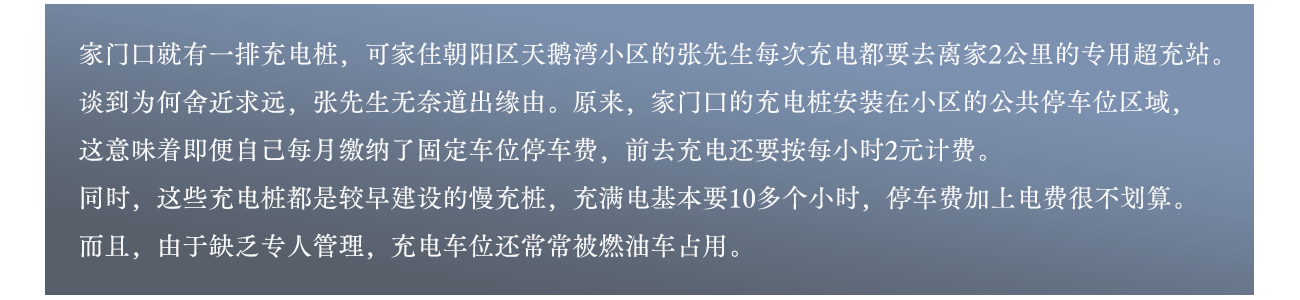 家门口就有一排充电桩，可家住朝阳区天鹅湾小区的张先生每次充电都要去离家2公里的专用超充站。
谈到为何舍近求远，张先生无奈道出缘由。原来，家门口的充电桩安装在小区的公共停车位区域，
这意味着即便自己每月缴纳了固定车位停车费，前去充电还要按每小时2元计费。
同时，这些充电桩都是较早建设的慢充桩，充满电基本要10多个小时，停车费加上电费很不划算。
而且，由于缺乏专人管理，充电车位还常常被燃油车占用。